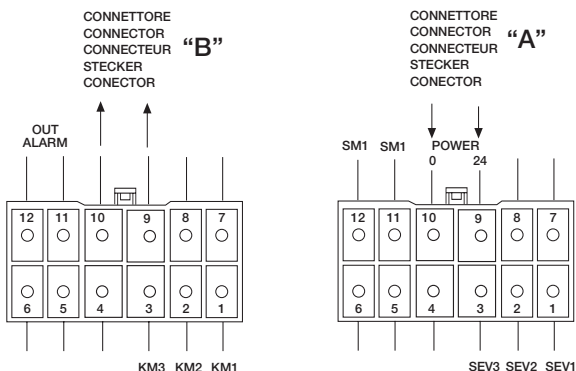 CONNETTORE
CONNECTOR
CONNECTEUR “B”
STECKER
CONECTOR
OUT
ALARM
12 11 10 9 8 7
6 5 4 3 2 1
KM3 KM2 KM1
CONNETTORE
CONNECTOR
CONNECTEUR “A”
STECKER
CONECTOR
SM1 SM1 POWER
0 24
12 11 10 9 8 7
6 5 4 3 2 1
SEV3 SEV2 SEV1